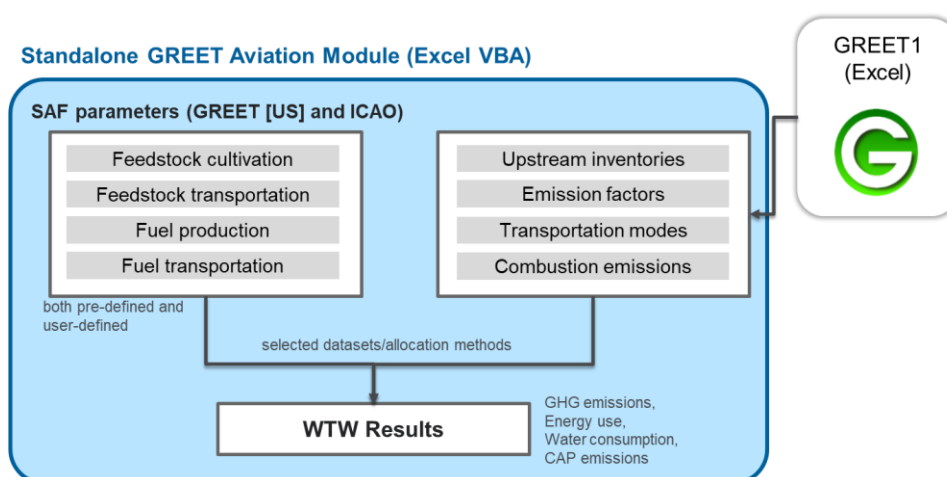 Standalone GREET Aviation Module (Excel VBA)
GREET1
(Excel)
G
SAF parameters (GREET [US] and ICAO)
Feedstock cultivation
Feedstock transportation
Fuel production
Fuel transportation
Upstream inventories
Emission factors
Transportation modes
Combustion emissions
both pre-defined and
user-defined
selected datasets/allocation methods
WTW Results
GHG emissions,
Energy use,
Water consumption,
CAP emissions